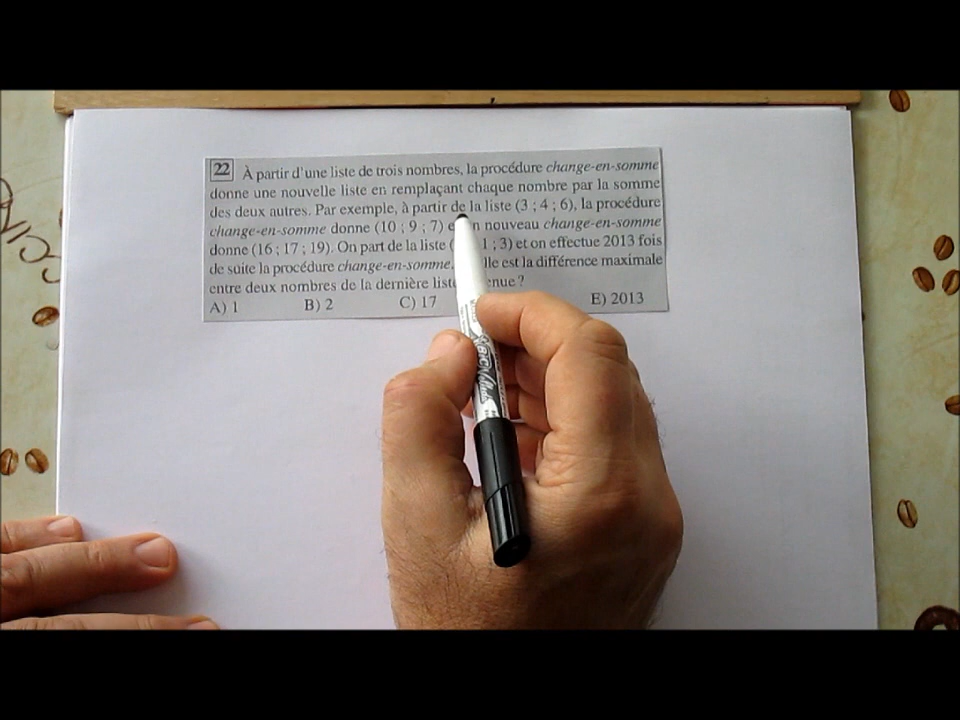 22 À partir d'une liste de trois nombres, la procédure change-en-somme
donne une nouvelle liste en remplaçant chaque nombre par la somme
des deux autres. Par exemple, à partir de la liste (3 ; 4 ; 6), la procédure
change-en-somme donne (10 ; 9 ; 7) nouveau change-en-somme
donne (16 ; 17 ; 19). On part de la liste ( 1 ; 3) et on effectue 2013 fois
de suite la procédure change-en-somme. est la différence maximale
entre deux nombres de la dernière liste ?
A) 1 B) 2 C) 17 E) 2013